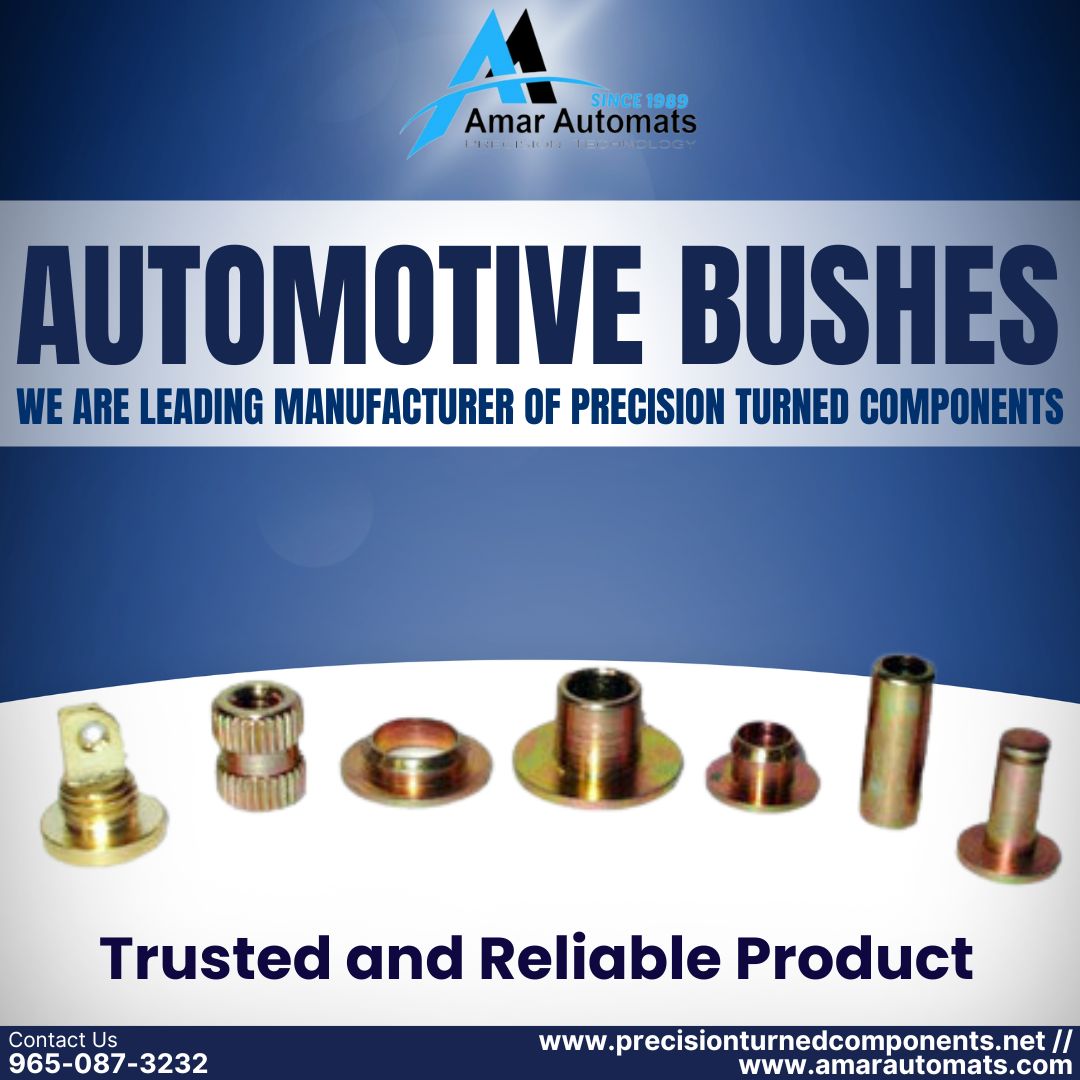 SINCE 1989
Amar Automats
PRECISION TECHNOLOGY
AUTOMOTIVE BUSHES
WE ARE LEADING MANUFACTURER OF PRECISION TURNED COMPONENTS
Trusted and Reliable Product
Contact Us
965-087-3232
www.precisionturnedcomponents.net //
www.amarautomats.com